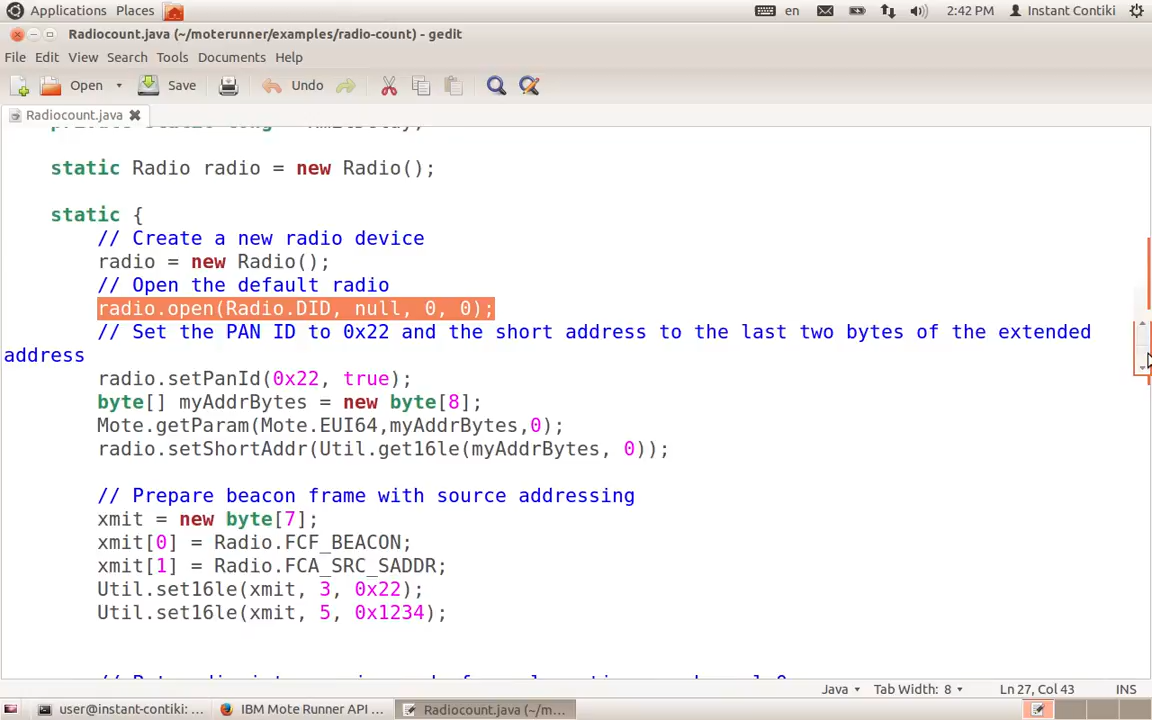 Applications Places en 2:42 PM Instant Contiki
Radiocount.java (~/moterunner/examples/radio-count) - gedit
File Edit View Search Tools Documents Help
Open Save Undo
Radiocount.java
static Radio radio = new Radio();
static {
// Create a new radio device
radio = new Radio();
// Open the default radio
radio.open(Radio.DID, null, 0, 0);
// Set the PAN ID to 0x22 and the short address to the last two bytes of the extended
address
radio.setPanId(0x22, true);
byte[] myAddrBytes = new byte[8];
Mote.getParam(Mote.EUI64,myAddrBytes,0);
radio.setShortAddr(Util.get16le(myAddrBytes, 0));
// Prepare beacon frame with source addressing
xmit = new byte[7];
xmit[0] = Radio.FCF_BEACON;
xmit[1] = Radio.FCA_SRC_SADDR;
Util.set16le(xmit, 3, 0x22);
Util.set16le(xmit, 5, 0x1234);
Java Tab Width: 8 Ln 27, Col 43 INS
user@instant-contiki: ... IBM Mote Runner API ... Radiocount.java (~/m...